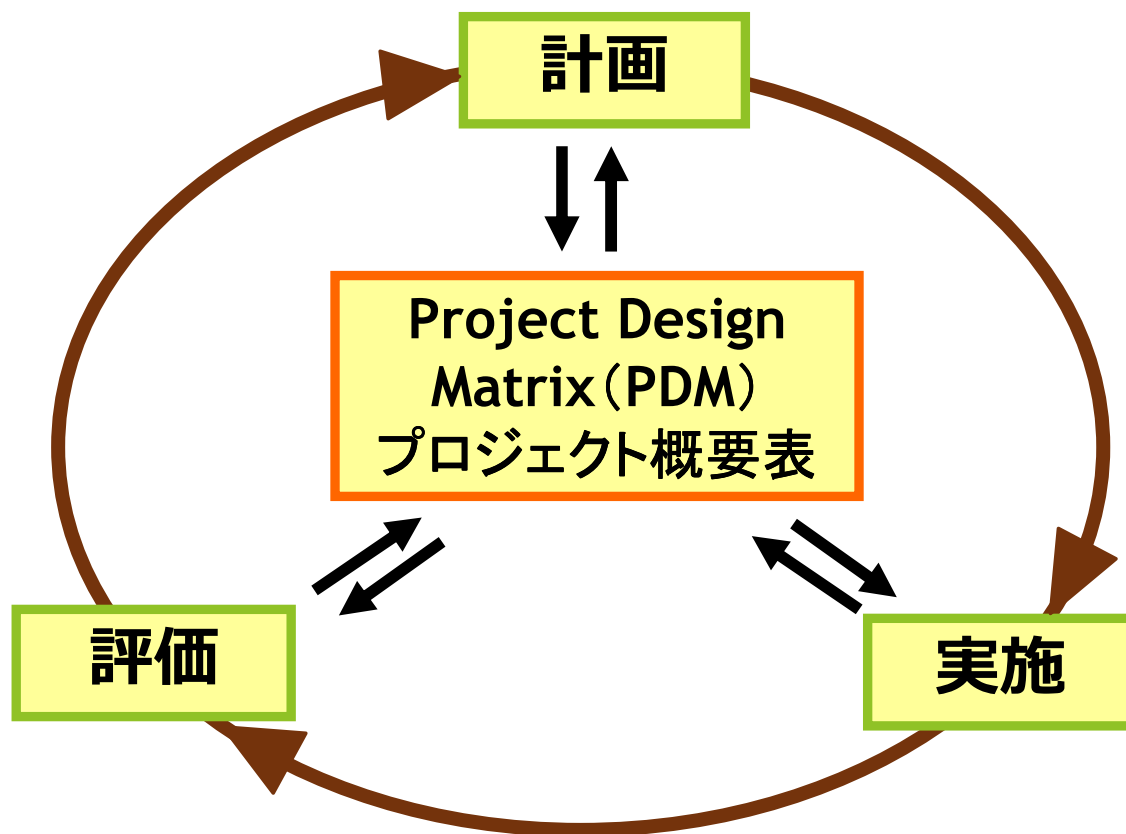 計画
Project Design
Matrix（PDM）
プロジェクト概要表
評価
実施